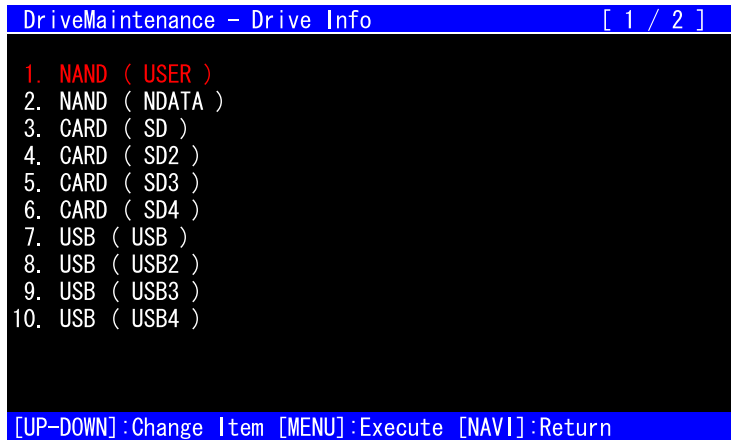 DriveMaintenance - Drive Info [ 1 / 2 ]
1. NAND ( USER )
2. NAND ( NDATA )
3. CARD ( SD )
4. CARD ( SD2 )
5. CARD ( SD3 )
6. CARD ( SD4 )
7. USB ( USB )
8. USB ( USB2 )
9. USB ( USB3 )
10. USB ( USB4 )
[UP-DOWN]:Change Item [MENU]:Execute [NAVI]:Return